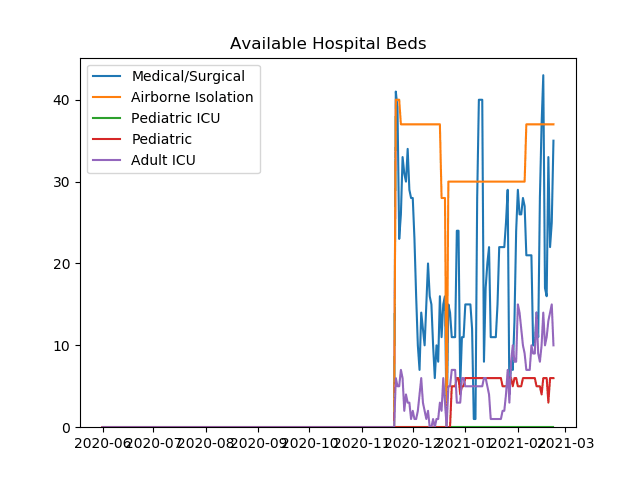 Available Hospital Beds
Medical/Surgical
Airborne Isolation
Pediatric ICU
Pediatric
Adult ICU
40
30
20
10
0
2020-06 2020-07 2020-08 2020-09 2020-10 2020-11 2020-12 2021-01 2021-02 2021-03